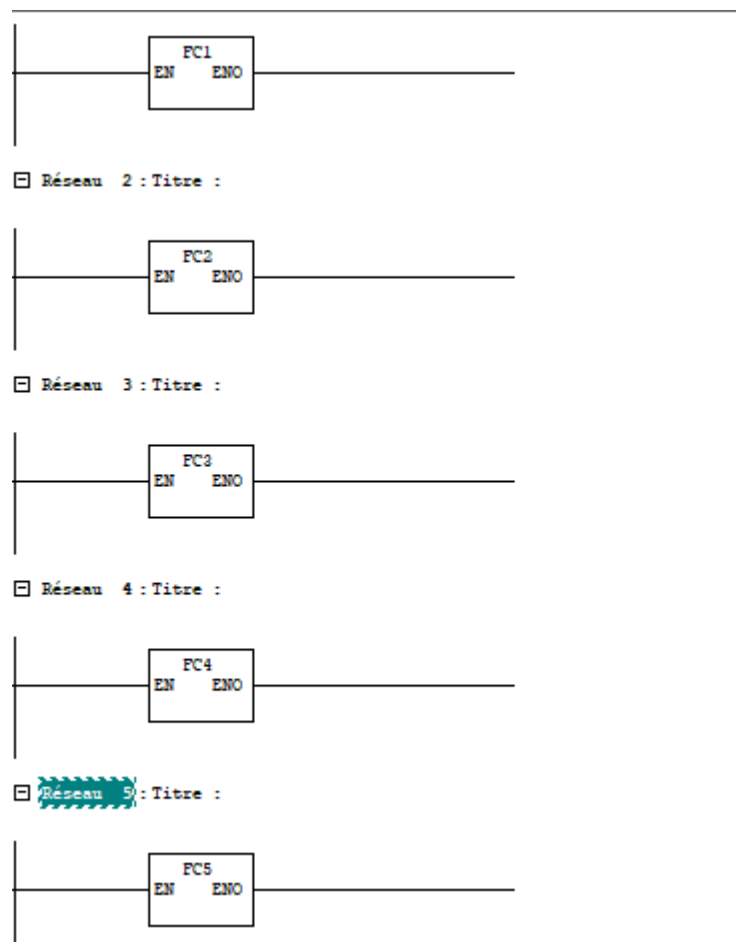 FC1
EN ENO
Réseau 2 : Titre :
FC2
EN ENO
Réseau 3 : Titre :
FC3
EN ENO
Réseau 4 : Titre :
FC4
EN ENO
Réseau 5 : Titre :
FC5
EN ENO